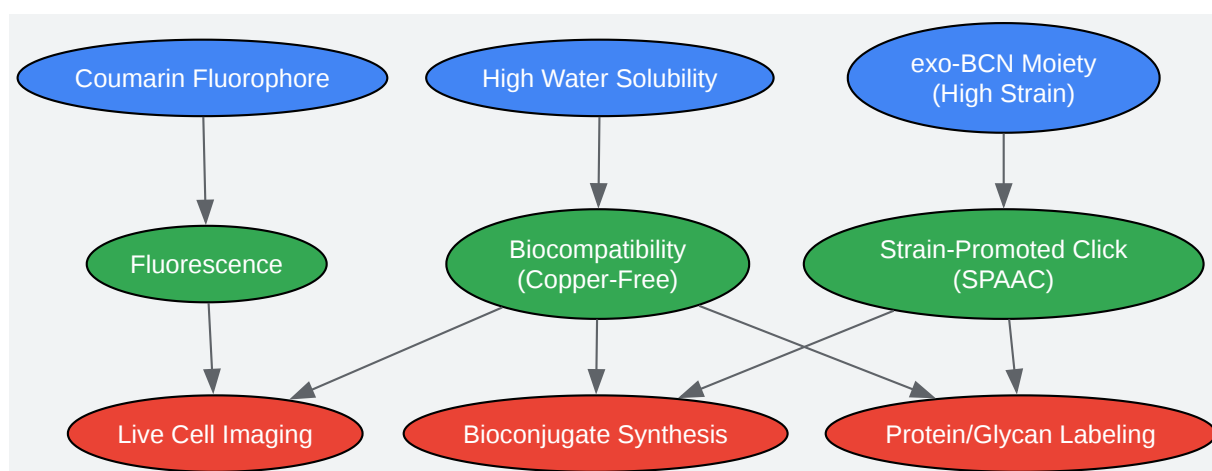 Coumarin Fluorophore
High Water Solubility
exo-BCN Moiety
(High Strain)
Fluorescence
Biocompatibility
(Copper-Free)
Strain-Promoted Click
(SPAAC)
Live Cell Imaging
Bioconjugate Synthesis
Protein/Glycan Labeling